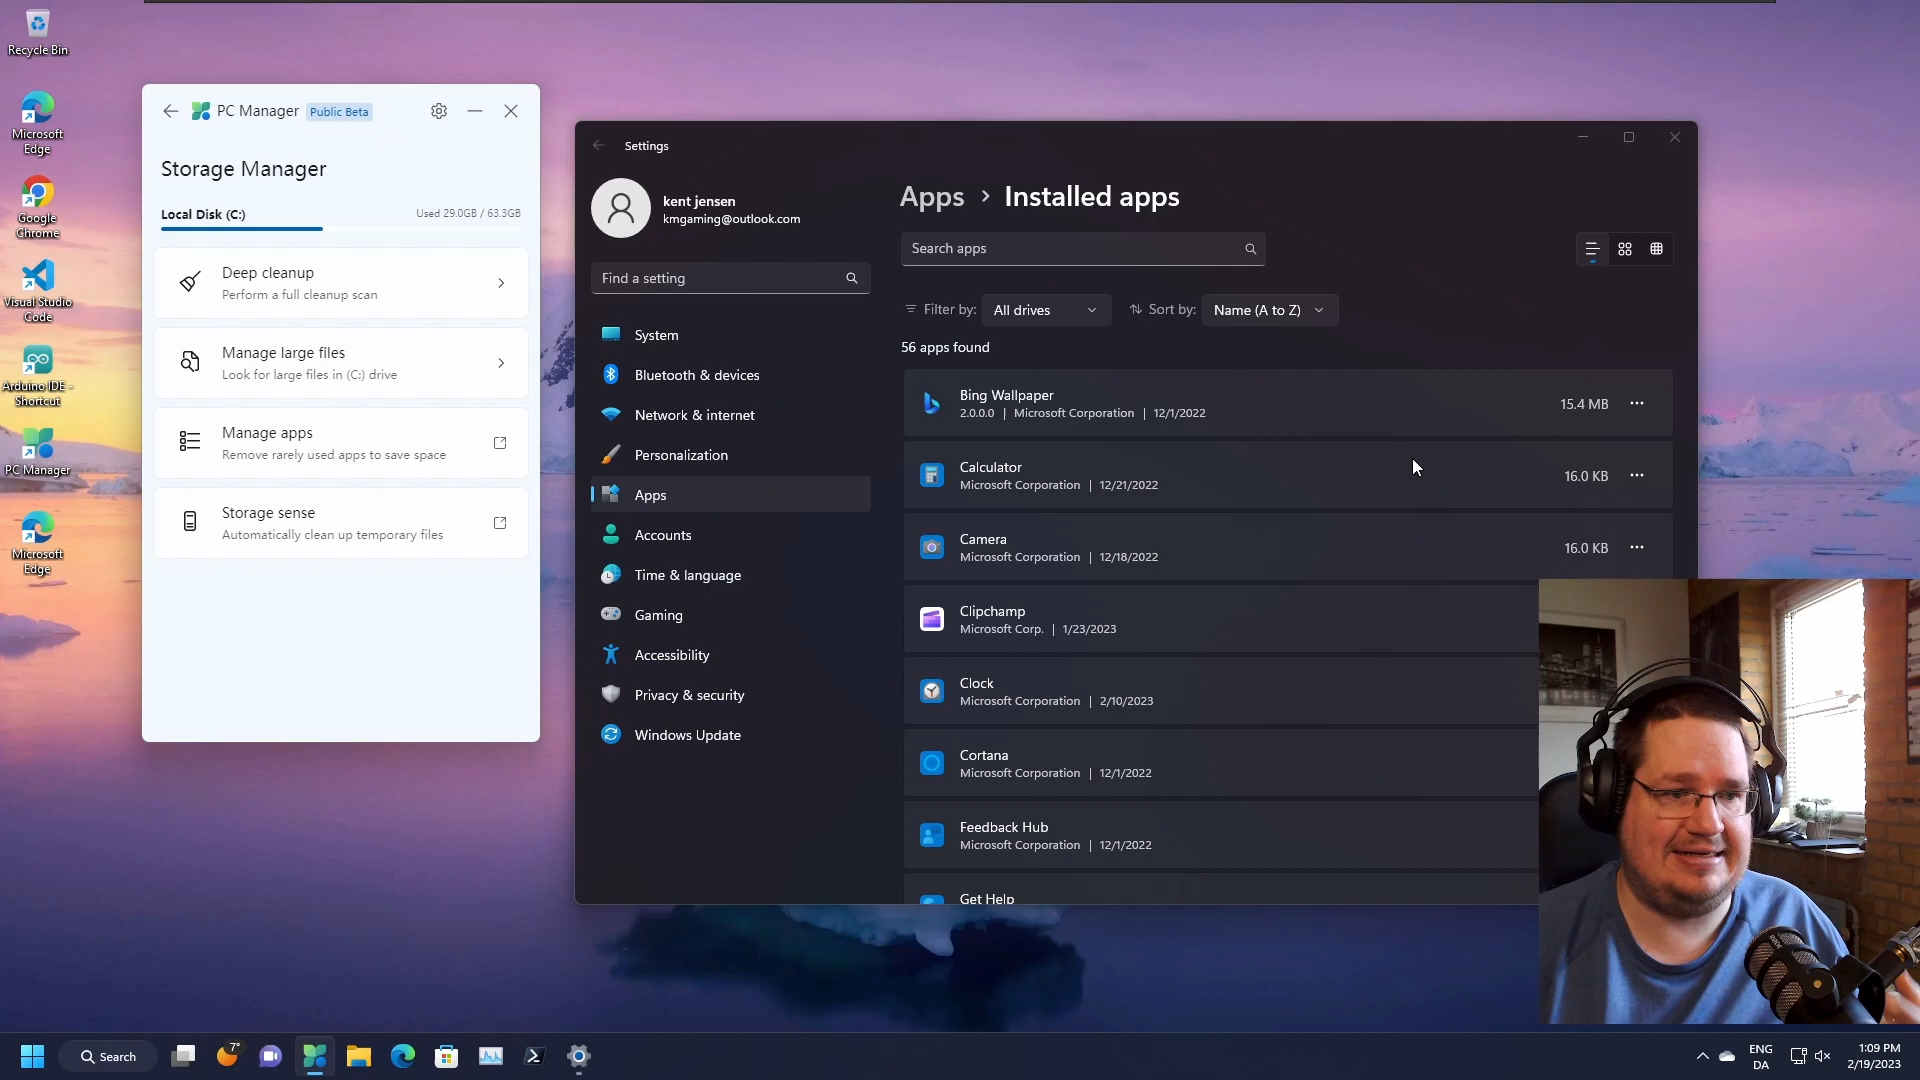 Recycle Bin
Microsoft
Edge
Google
Chrome
Visual Studio
Code
Arduino IDE -
Shortcut
PC Manager
Microsoft
Edge
PC Manager Public Beta
Storage Manager
Local Disk (C:) Used 29.0GB / 63.3GB
Deep cleanup
Perform a full cleanup scan
Manage large files
Look for large files in (C:) drive
Manage apps
Remove rarely used apps to save space
Storage sense
Automatically clean up temporary files
Settings
kent jensen
kmgaming@outlook.com
Find a setting
System
Bluetooth & devices
Network & internet
Personalization
Apps
Accounts
Time & language
Gaming
Accessibility
Privacy & security
Windows Update
Apps › Installed apps
Search apps
Filter by: All drives Sort by: Name (A to Z)
56 apps found
Bing Wallpaper
2.0.0.0 | Microsoft Corporation | 12/1/2022
15.4 MB
Calculator
Microsoft Corporation | 12/21/2022
16.0 KB
Camera
Microsoft Corporation | 12/18/2022
16.0 KB
Clipchamp
Microsoft Corp. | 1/23/2023
Clock
Microsoft Corporation | 2/10/2023
Cortana
Microsoft Corporation | 12/1/2022
Feedback Hub
Microsoft Corporation | 12/1/2022
Get Help
Search
7°
ENG
DA
1:09 PM
2/19/2023